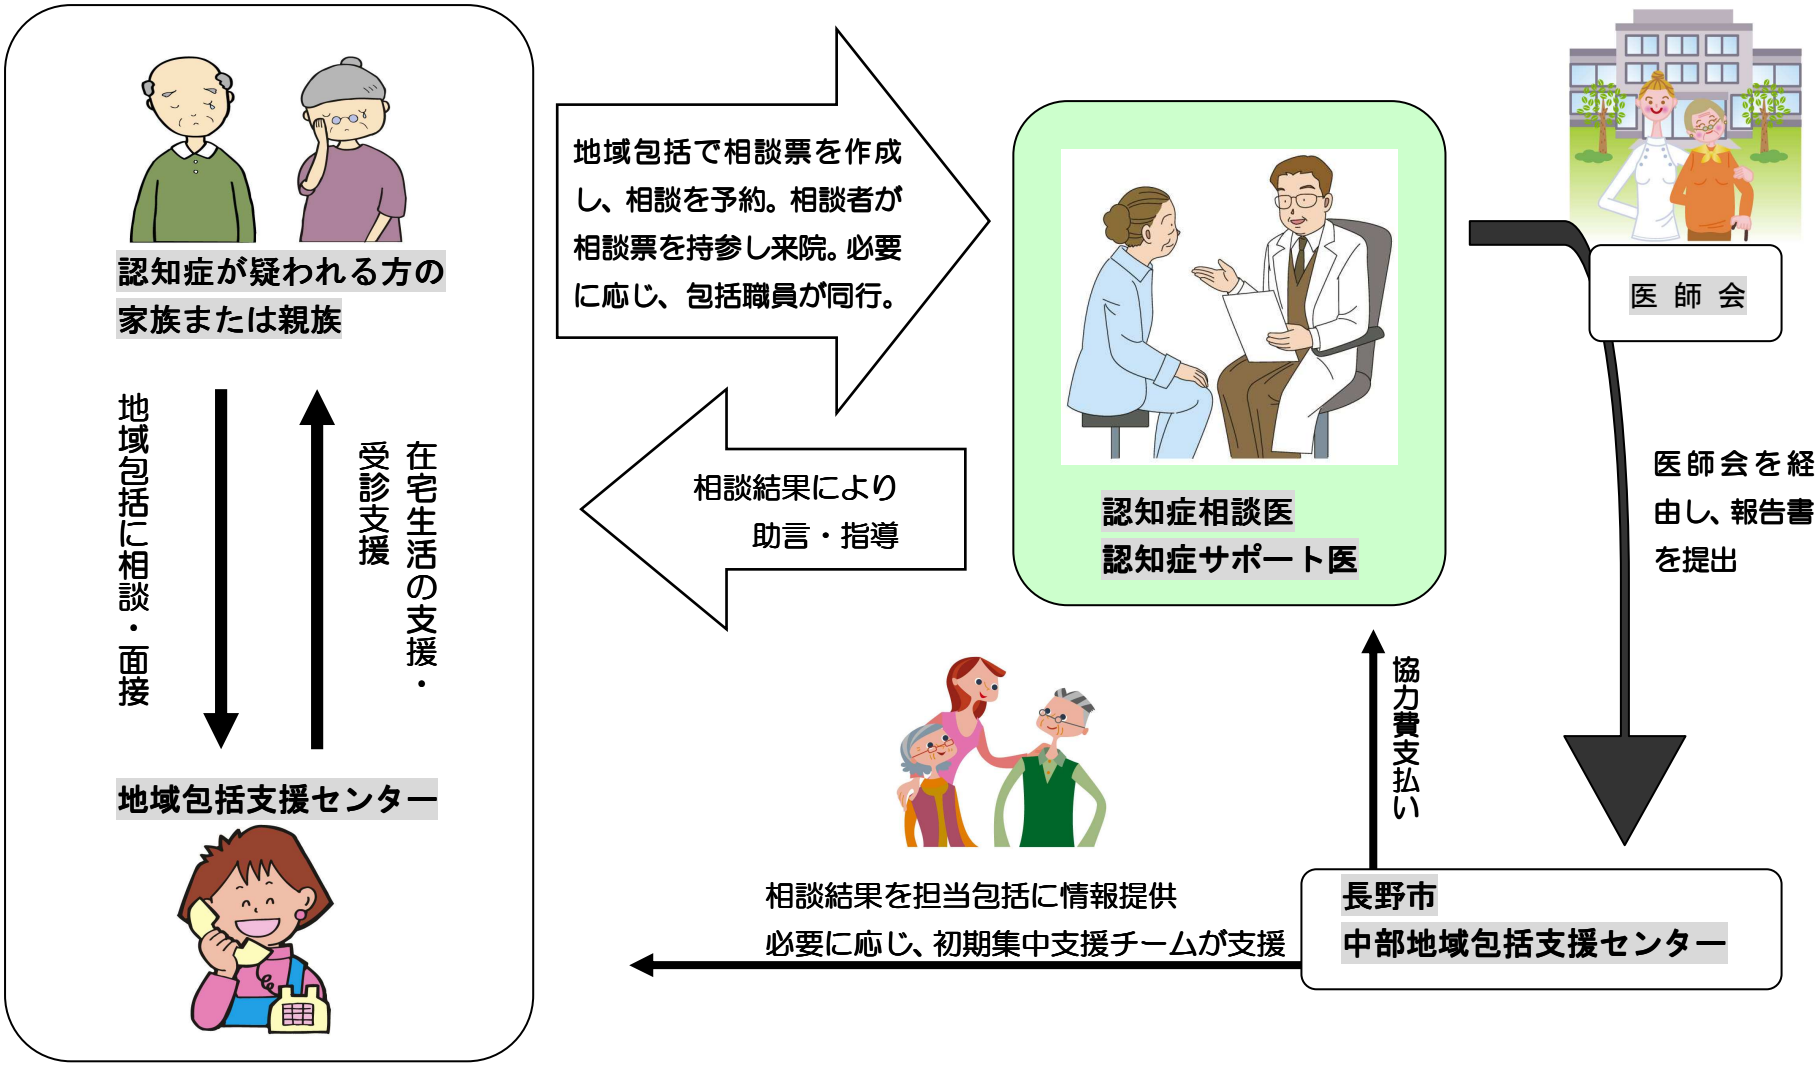 認知症が疑われる方の
家族または親族
地域包括に相談・面接
在宅生活の支援・
受診支援
地域包括支援センター
地域包括で相談票を作成
し、相談を予約。相談者が
相談票を持参し来院。必要
に応じ、包括職員が同行。
相談結果により
助言・指導
認知症相談医
認知症サポート医
医師会
医師会を経
由し、報告書
を提出
協力費支払い
長野市
中部地域包括支援センター
相談結果を担当包括に情報提供
必要に応じ、初期集中支援チームが支援